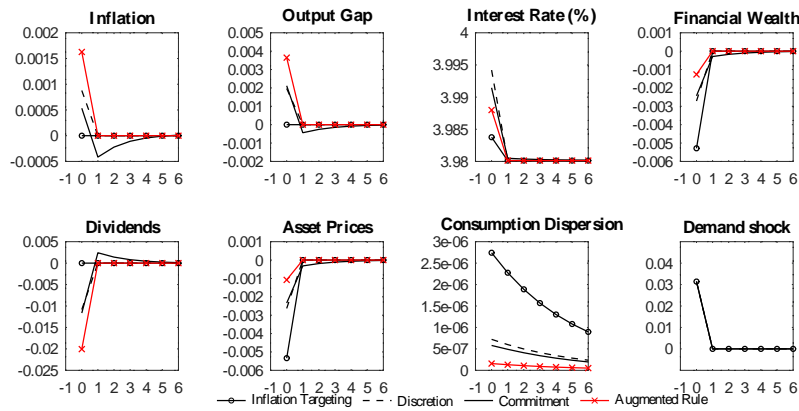 Inflation
Output Gap
Interest Rate (%)
Financial Wealth
0.002
0.0015
0.001
0.0005
0
-0.0005
-1 0 1 2 3 4 5 6
0.005
0.004
0.003
0.002
0.001
0
-0.001
-0.002
-1 0 1 2 3 4 5 6
4
3.995
3.99
3.985
3.98
-1 0 1 2 3 4 5 6
0.001
0
-0.001
-0.002
-0.003
-0.004
-0.005
-0.006
-1 0 1 2 3 4 5 6
Dividends
Asset Prices
Consumption Dispersion
Demand shock
0.005
0
-0.005
-0.01
-0.015
-0.02
-0.025
-1 0 1 2 3 4 5 6
0.001
0
-0.001
-0.002
-0.003
-0.004
-0.005
-0.006
-1 0 1 2 3 4 5 6
3e-06
2.5e-06
2e-06
1.5e-06
1e-06
5e-07
0
-1 0 1 2 3 4 5 6
0.04
0.03
0.02
0.01
0
-0.01
-1 0 1 2 3 4 5 6
Inflation Targeting
Discretion
Commitment
Augmented Rule